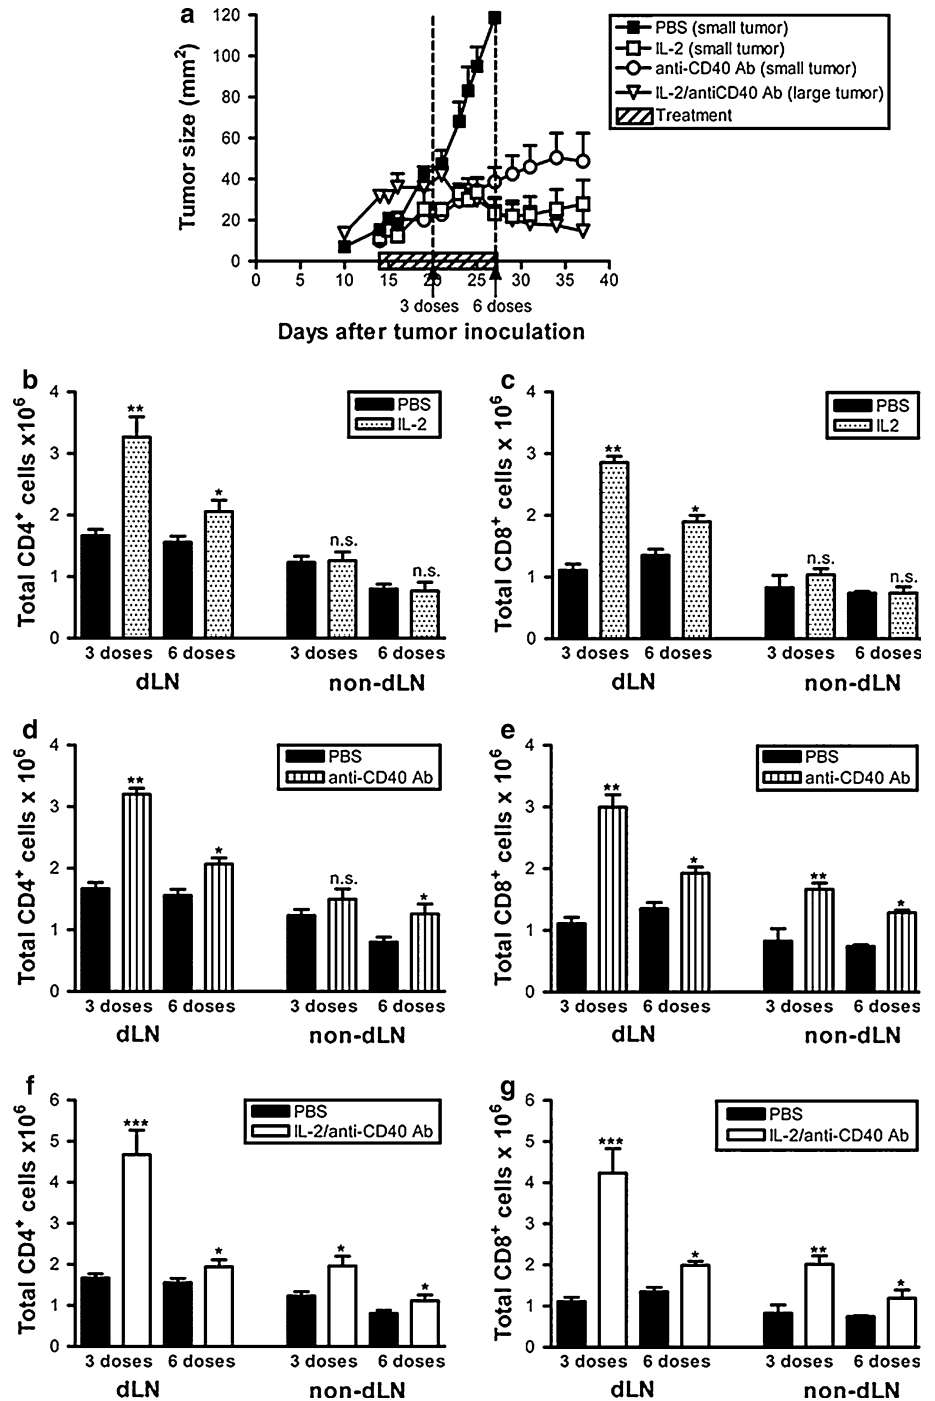 a
Tumor size (mm²)
120
100
80
60
40
20
0
0 5 10 15 20 25 30 35 40
3 doses 6 doses
Days after tumor inoculation
PBS (small tumor)
IL-2 (small tumor)
anti-CD40 Ab (small tumor)
IL-2/antiCD40 Ab (large tumor)
Treatment
b
Total CD4⁺ cells x10⁶
4
3
2
1
0
PBS
IL-2
** * n.s. n.s.
3 doses 6 doses 3 doses 6 doses
dLN non-dLN
c
Total CD8⁺ cells x 10⁶
4
3
2
1
0
PBS
IL2
** * n.s. n.s.
3 doses 6 doses 3 doses 6 doses
dLN non-dLN
d
Total CD4⁺ cells x 10⁶
4
3
2
1
0
PBS
anti-CD40 Ab
** * n.s. *
3 doses 6 doses 3 doses 6 doses
dLN non-dLN
e
Total CD8⁺ cells x 10⁶
4
3
2
1
0
PBS
anti-CD40 Ab
** * ** *
3 doses 6 doses 3 doses 6 doses
dLN non-dLN
f
Total CD4⁺ cells x10⁶
6
5
4
3
2
1
0
PBS
IL-2/anti-CD40 Ab
*** * * *
3 doses 6 doses 3 doses 6 doses
dLN non-dLN
g
Total CD8⁺ cells x 10⁶
6
5
4
3
2
1
0
PBS
IL-2/anti-CD40 Ab
*** * ** *
3 doses 6 doses 3 doses 6 doses
dLN non-dLN